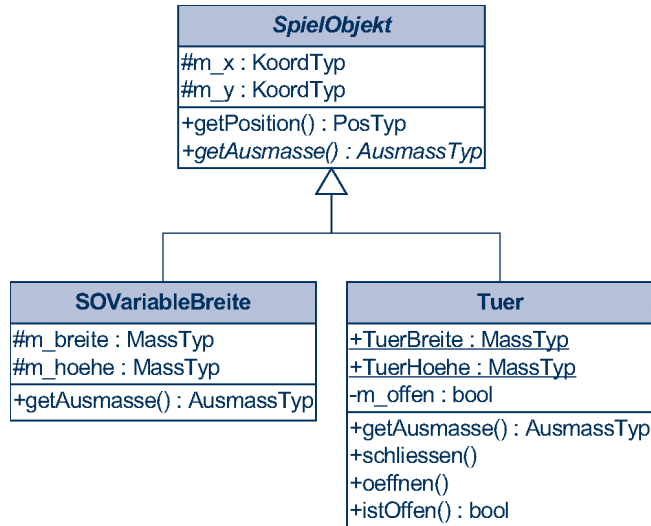 SpielObjekt
#m_x : KoordTyp
#m_y : KoordTyp
+getPosition() : PosTyp
+getAusmasse() : AusmassTyp
SOVariableBreite
#m_breite : MassTyp
#m_hoehe : MassTyp
+getAusmasse() : AusmassTyp
Tuer
+TuerBreite : MassTyp
+TuerHoehe : MassTyp
-m_offen : bool
+getAusmasse() : AusmassTyp
+schliessen()
+oeffnen()
+istOffen() : bool